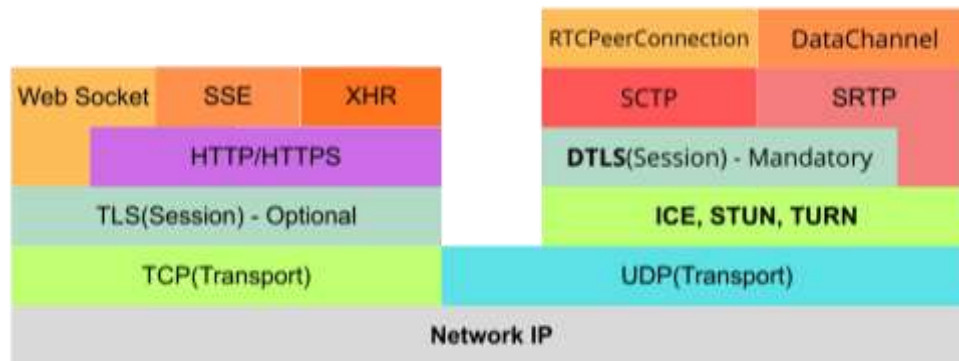 RTCPeerConnection DataChannel
Web Socket SSE XHR SCTP SRTP
HTTP/HTTPS DTLS(Session) - Mandatory
TLS(Session) - Optional ICE, STUN, TURN
TCP(Transport) UDP(Transport)
Network IP